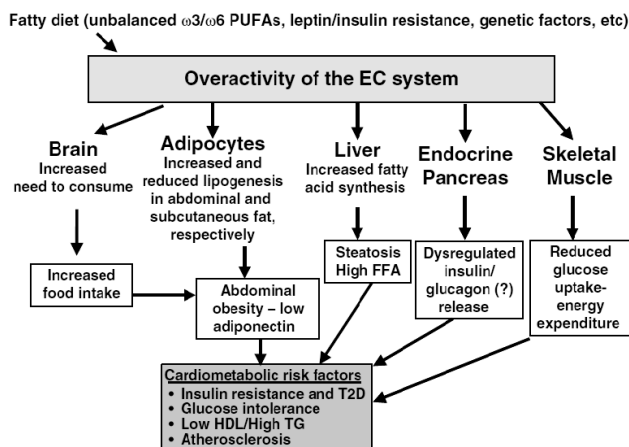 Fatty diet (unbalanced ω3/ω6 PUFAs, leptin/insulin resistance, genetic factors, etc)
Overactivity of the EC system
Brain
Increased
need to consume
Adipocytes
Increased and
reduced lipogenesis
in abdominal and
subcutaneous fat,
respectively
Liver
Increased fatty
acid synthesis
Endocrine
Pancreas
Skeletal
Muscle
Increased
food intake
Abdominal
obesity – low
adiponectin
Steatosis
High FFA
Dysregulated
insulin/
glucagon (?)
release
Reduced
glucose
uptake-
energy
expenditure
Cardiometabolic risk factors
• Insulin resistance and T2D
• Glucose intolerance
• Low HDL/High TG
• Atherosclerosis